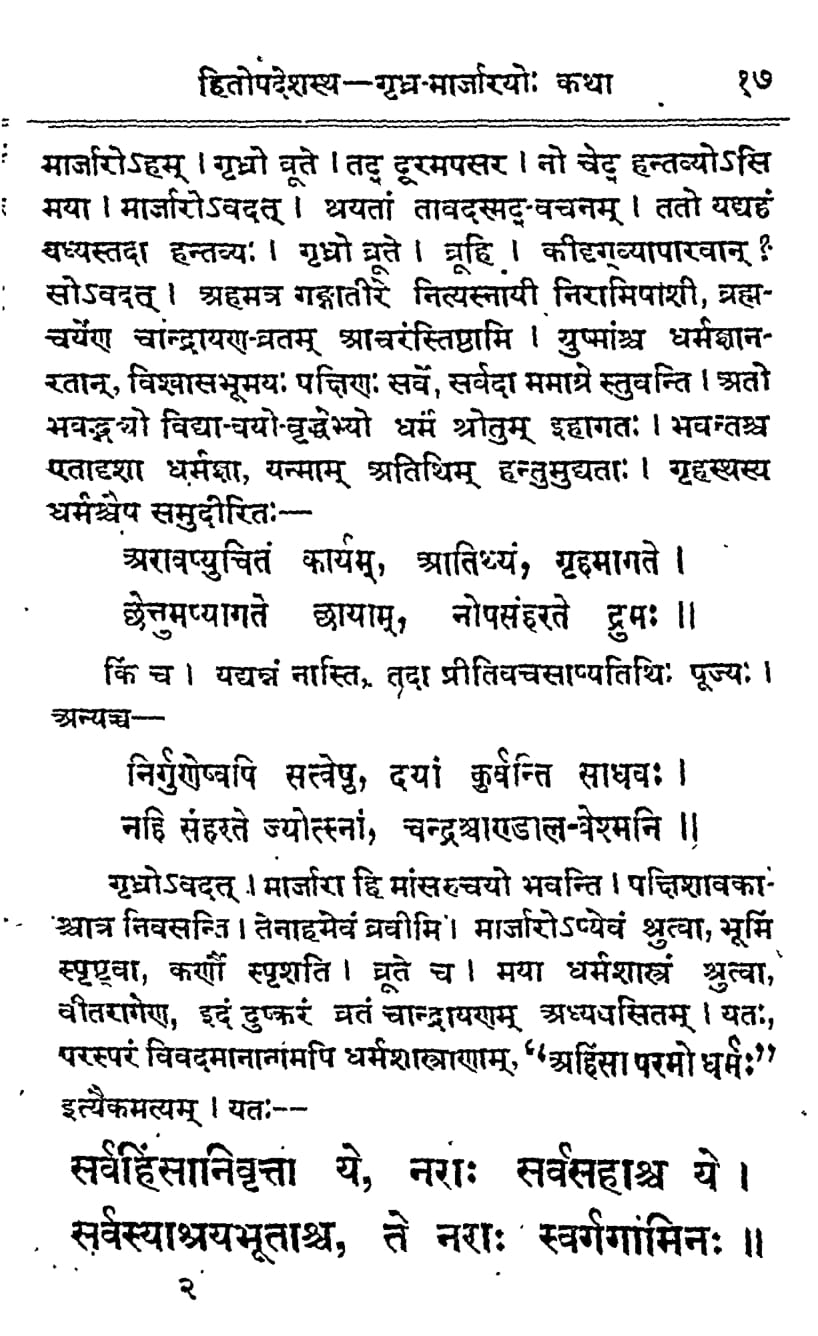 हितोपदेशस्थ—गृध्र-मार्जारयोः कथा १७
मार्जारोऽहम् । गृध्रो ब्रूते । तद् दूरमपसर । नो चेद् हन्तव्योऽसि
मया । मार्जारोऽवदत् । श्रयतां तावदस्मद्-वचनम् । ततो यद्यहं
वध्यस्तदा हन्तव्यः । गृध्रो ब्रूते । ब्रूहि । कीदृग्व्यापारवान् ?
सोऽवदत् । अहमत्र गङ्गातीरे नित्यस्नायी निरामिषाशी, ब्रह्म-
चर्येण चान्द्रायण-व्रतम् आचरंस्तिष्ठामि । युष्मांश्च धर्मज्ञान-
रतान्, विश्वासभूमयः पक्षिणः सर्वे, सर्वदा ममाग्रे स्तुवन्ति । अतो
भवद्भ्यो विद्या-वयो-वृद्धेभ्यो धर्मं श्रोतुम् इहागतः । भवन्तश्च
एतादृशा धर्मज्ञा, यन्माम् अतिथिम् हन्तुमुद्यताः । गृहस्थस्य
धर्मश्चैष समुदीरितः—
अरावप्युचितं कार्यम्, आतिथ्यं, गृहमागते ।
छेत्तुमप्यागते छायाम्, नोपसंहरते द्रुमः ॥
किं च । यद्यन्नं नास्ति, तदा प्रीतिवचसाप्यतिथिः पूज्यः ।
अन्यच्च—
निर्गुणेष्वपि सत्वेषु, दयां कुर्वन्ति साधवः ।
नहि संहरते ज्योत्स्नां, चन्द्रश्चाण्डाल-वेश्मनि ॥
गृध्रोऽवदत् । मार्जारा हि मांसरुचयो भवन्ति । पक्षिशावका-
श्चात्र निवसन्ति । तेनाहमेवं ब्रवीमि । मार्जारोऽप्येवं श्रुत्वा, भूमिं
स्पृष्ट्वा, कर्णौ स्पृशति । ब्रूते च । मया धर्मशास्त्रं श्रुत्वा,
वीतरागेण, इदं दुष्करं व्रतं चान्द्रायणम् अध्यवसितम् । यतः,
परस्परं विवदमानानामपि धर्मशास्त्राणाम्, “अहिंसा परमो धर्मः”
इत्यैकमत्यम् । यतः--
सर्वहिंसानिवृत्ता ये, नराः सर्वसहाश्च ये ।
सर्वस्याश्रयभूताश्च, ते नराः स्वर्गगामिनः ॥
२